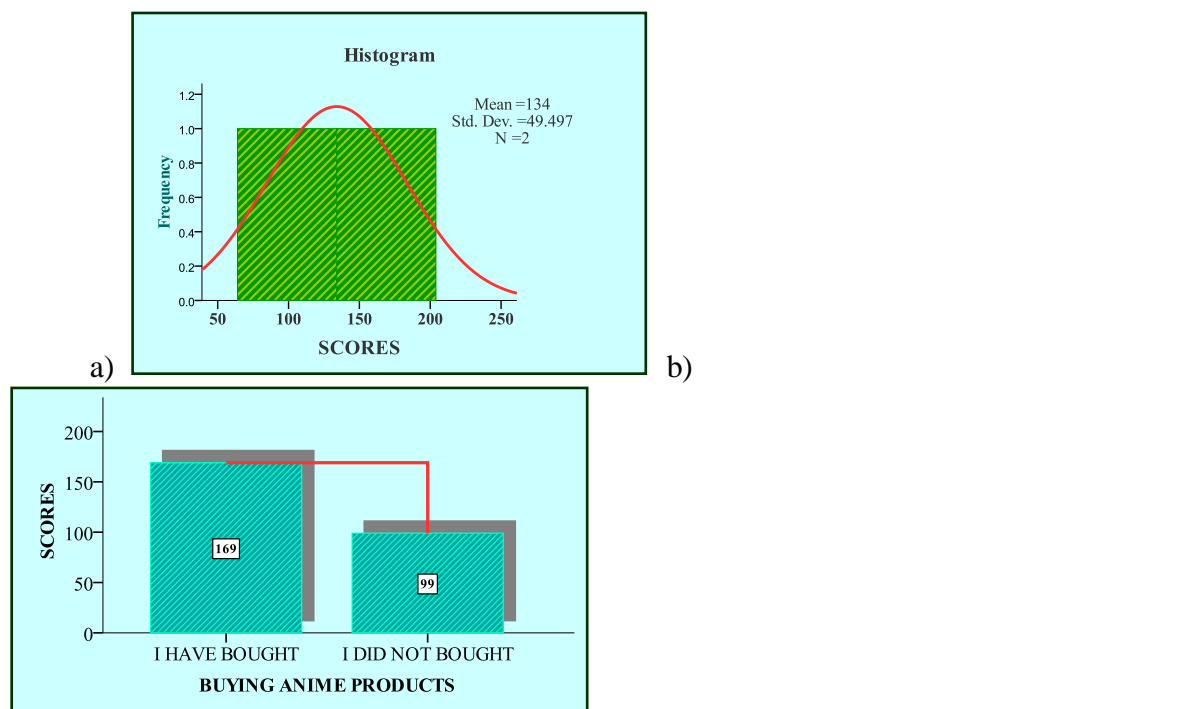 Histogram
Mean =134
Std. Dev. =49.497
N =2
Frequency
1.2
1.0
0.8
0.6
0.4
0.2
0.0
50 100 150 200 250
SCORES
a)
b)
SCORES
200
150
100
50
0
169
99
I HAVE BOUGHT I DID NOT BOUGHT
BUYING ANIME PRODUCTS